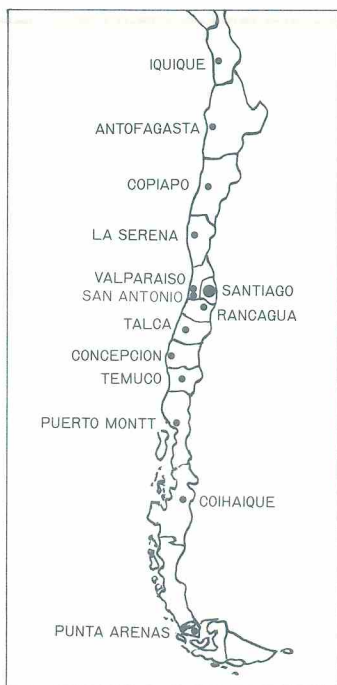 IQUIQUE
ANTOFAGASTA
COPIAPO
LA SERENA
VALPARAISO
SANTIAGO
SAN ANTONIO
RANCAGUA
TALCA
CONCEPCION
TEMUCO
PUERTO MONTT
COIHAIQUE
PUNTA ARENAS